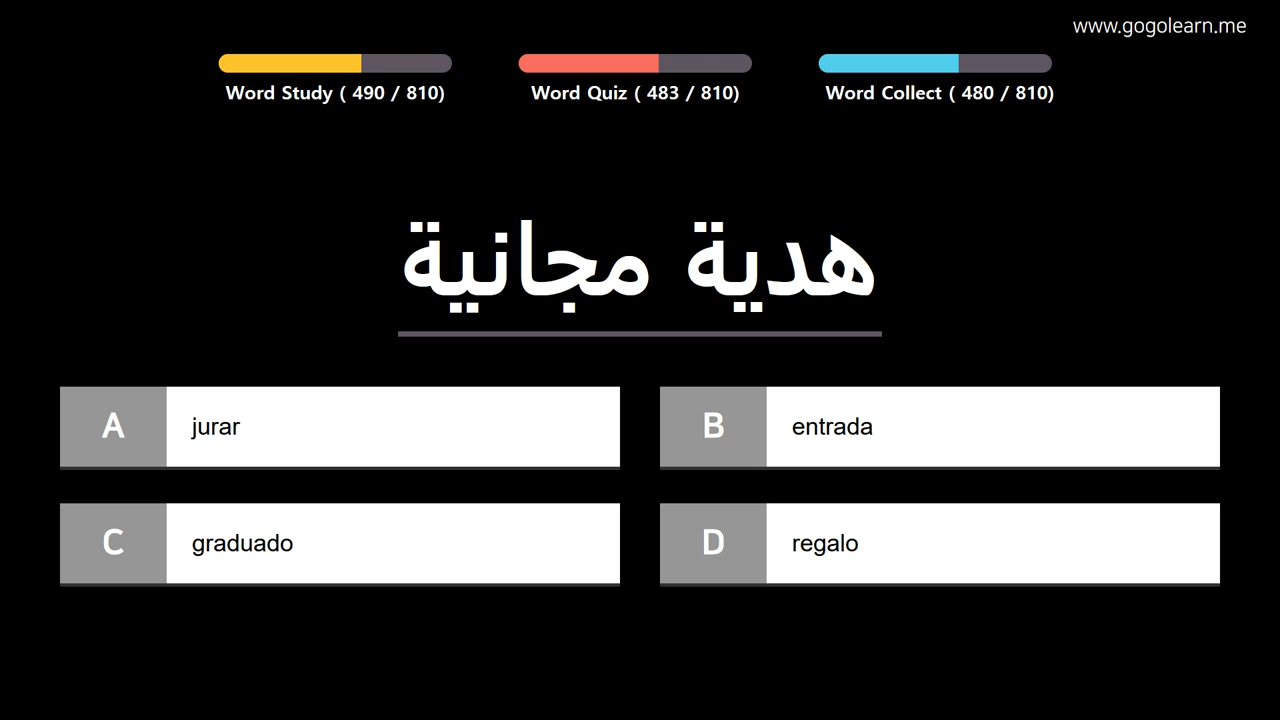 www.gogolearn.me
Word Study ( 490 / 810)
Word Quiz ( 483 / 810)
Word Collect ( 480 / 810)
هدية مجانية
A jurar
B entrada
C graduado
D regalo